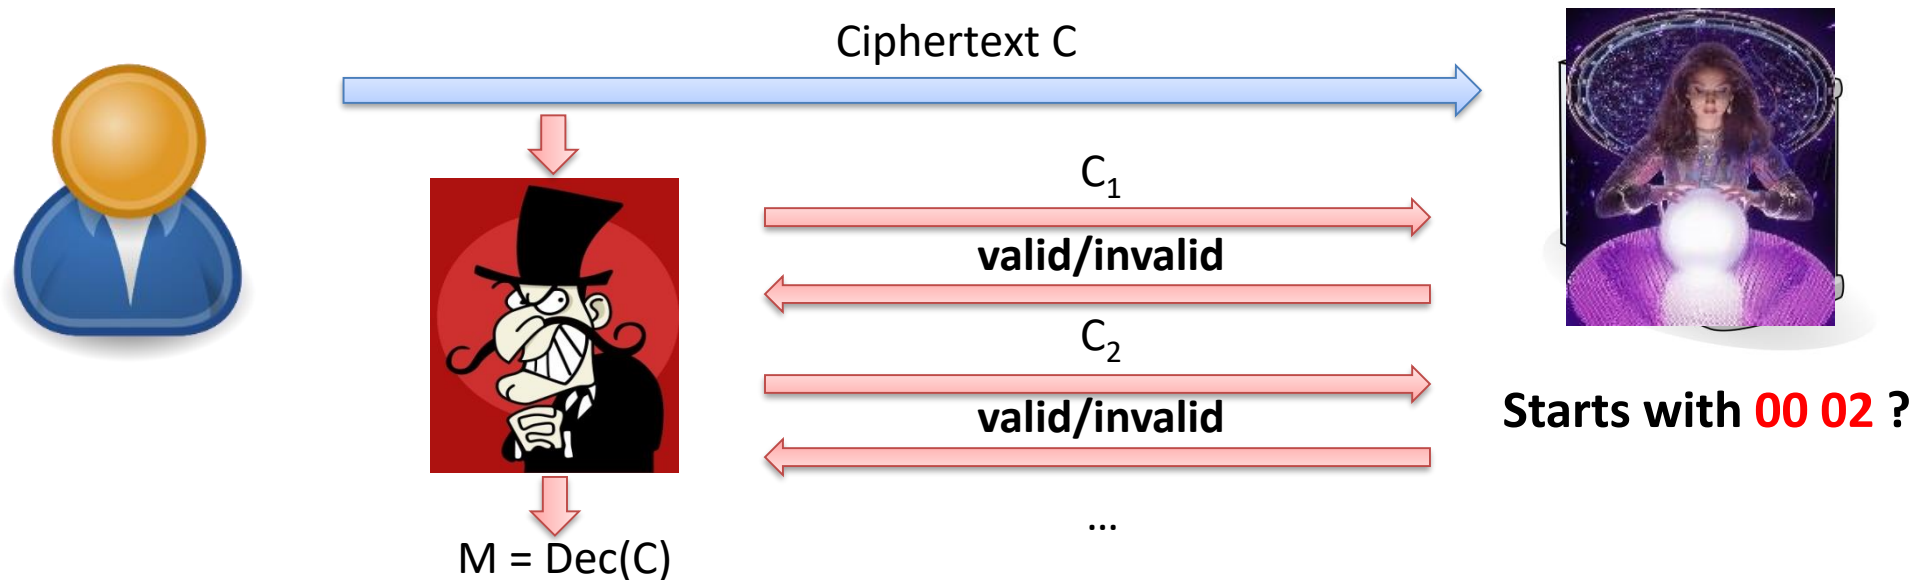 Ciphertext C
C₁
valid/invalid
C₂
valid/invalid
Starts with 00 02 ?
...
M = Dec(C)